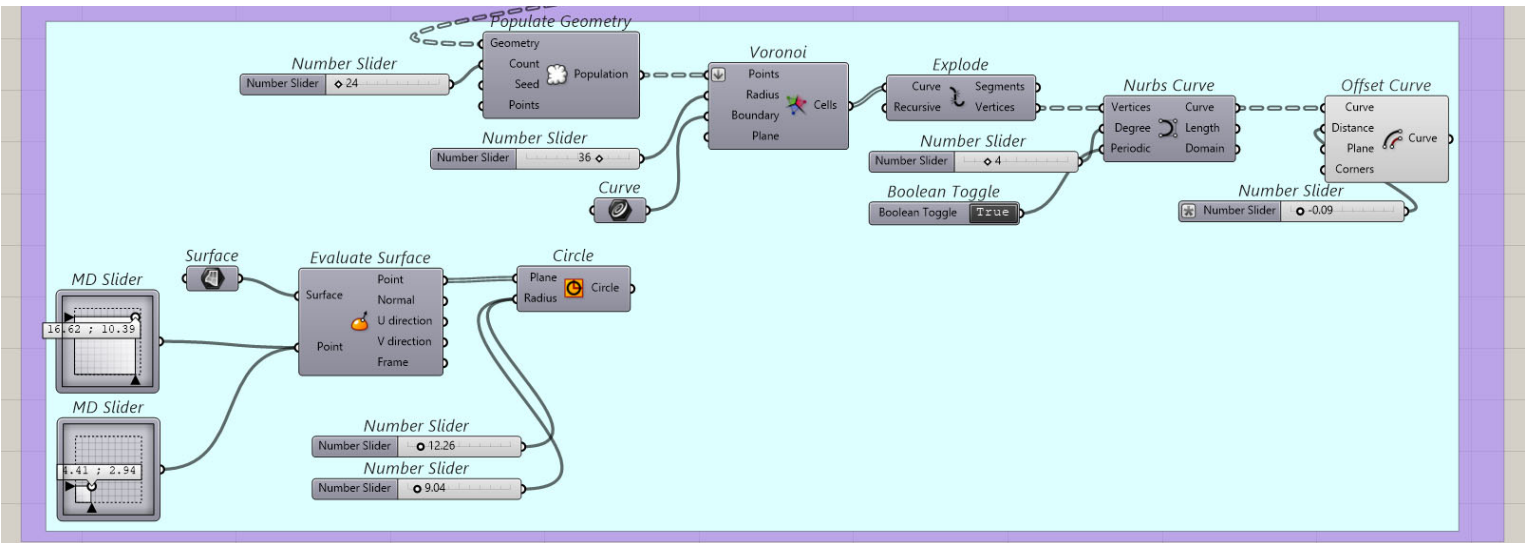 Populate Geometry
Geometry
Count
Seed
Points
Population
Number Slider
Number Slider 24
Voronoi
Points
Radius
Boundary
Plane
Cells
Number Slider
Number Slider 36
Curve
Explode
Curve
Recursive
Segments
Vertices
Number Slider
Number Slider 4
Boolean Toggle
Boolean Toggle True
Nurbs Curve
Vertices
Degree
Periodic
Curve
Length
Domain
Offset Curve
Curve
Distance
Plane
Corners
Curve
Number Slider
Number Slider -0.09
MD Slider
16.62 ; 10.39
MD Slider
4.41 ; 2.94
Surface
Evaluate Surface
Surface
Point
Point
Normal
U direction
V direction
Frame
Circle
Plane
Radius
Circle
Number Slider
Number Slider 12.26
Number Slider
Number Slider 9.04